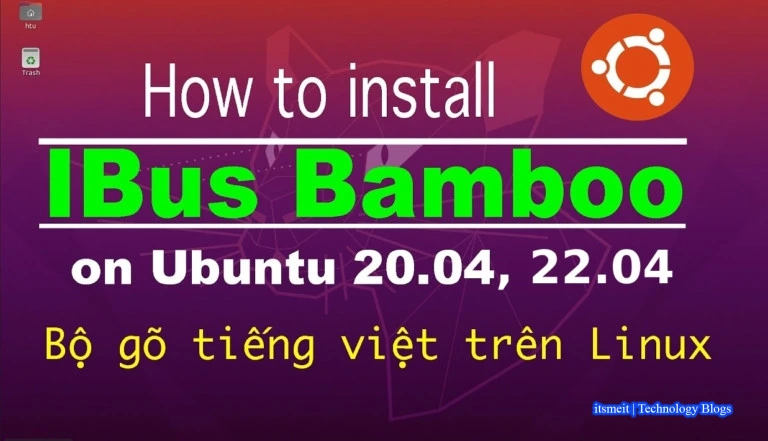 htu
Trash
How to install
IBus Bamboo
on Ubuntu 20.04, 22.04
Bộ gõ tiếng việt trên Linux
itsmeit | Technology Blogs